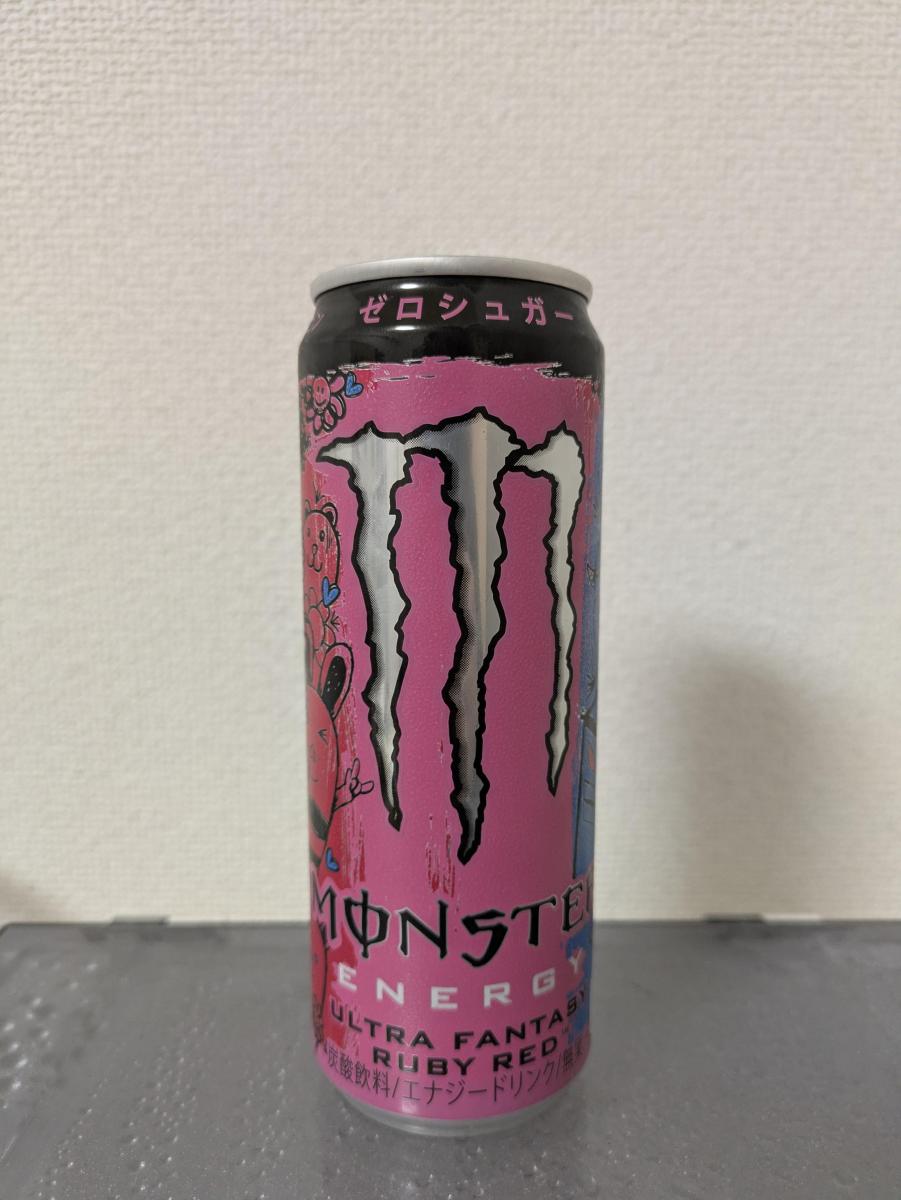 ゼロシュガー
MONSTER
ENERGY
ULTRA FANTASY
RUBY RED
炭酸飲料/エナジードリンク/無果